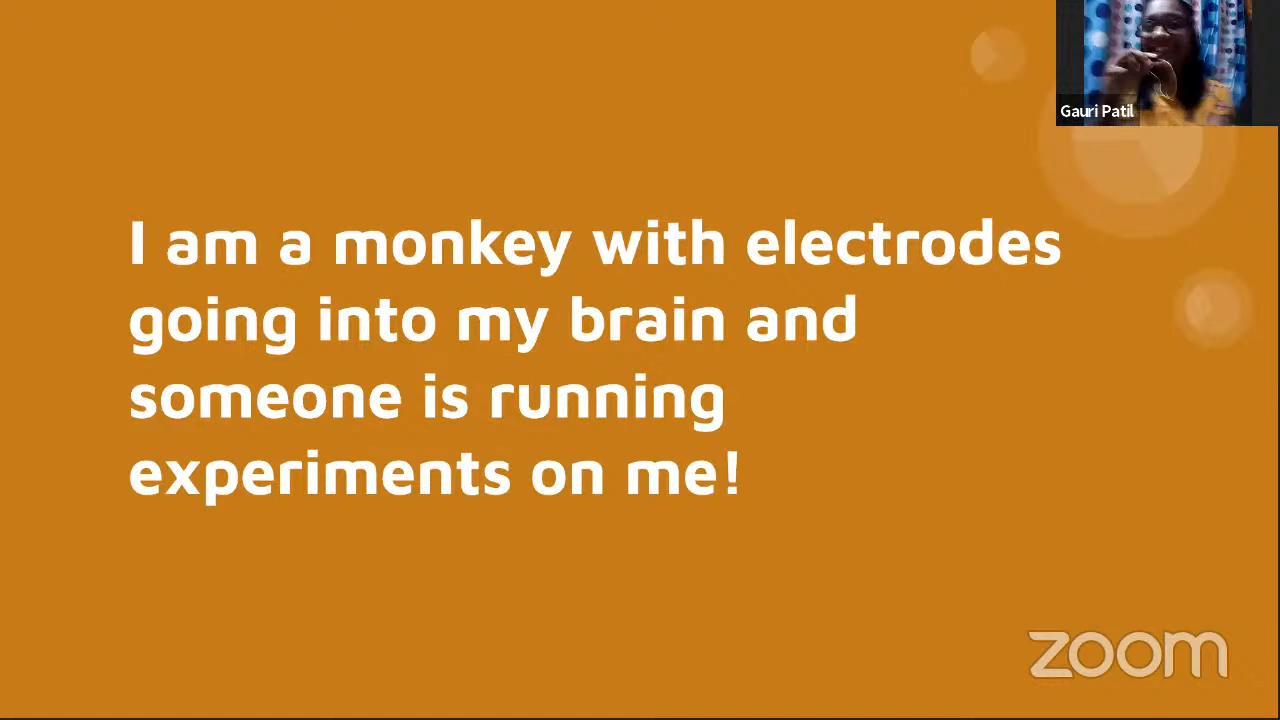 Gauri Patil
I am a monkey with electrodes
going into my brain and
someone is running
experiments on me!
zoom